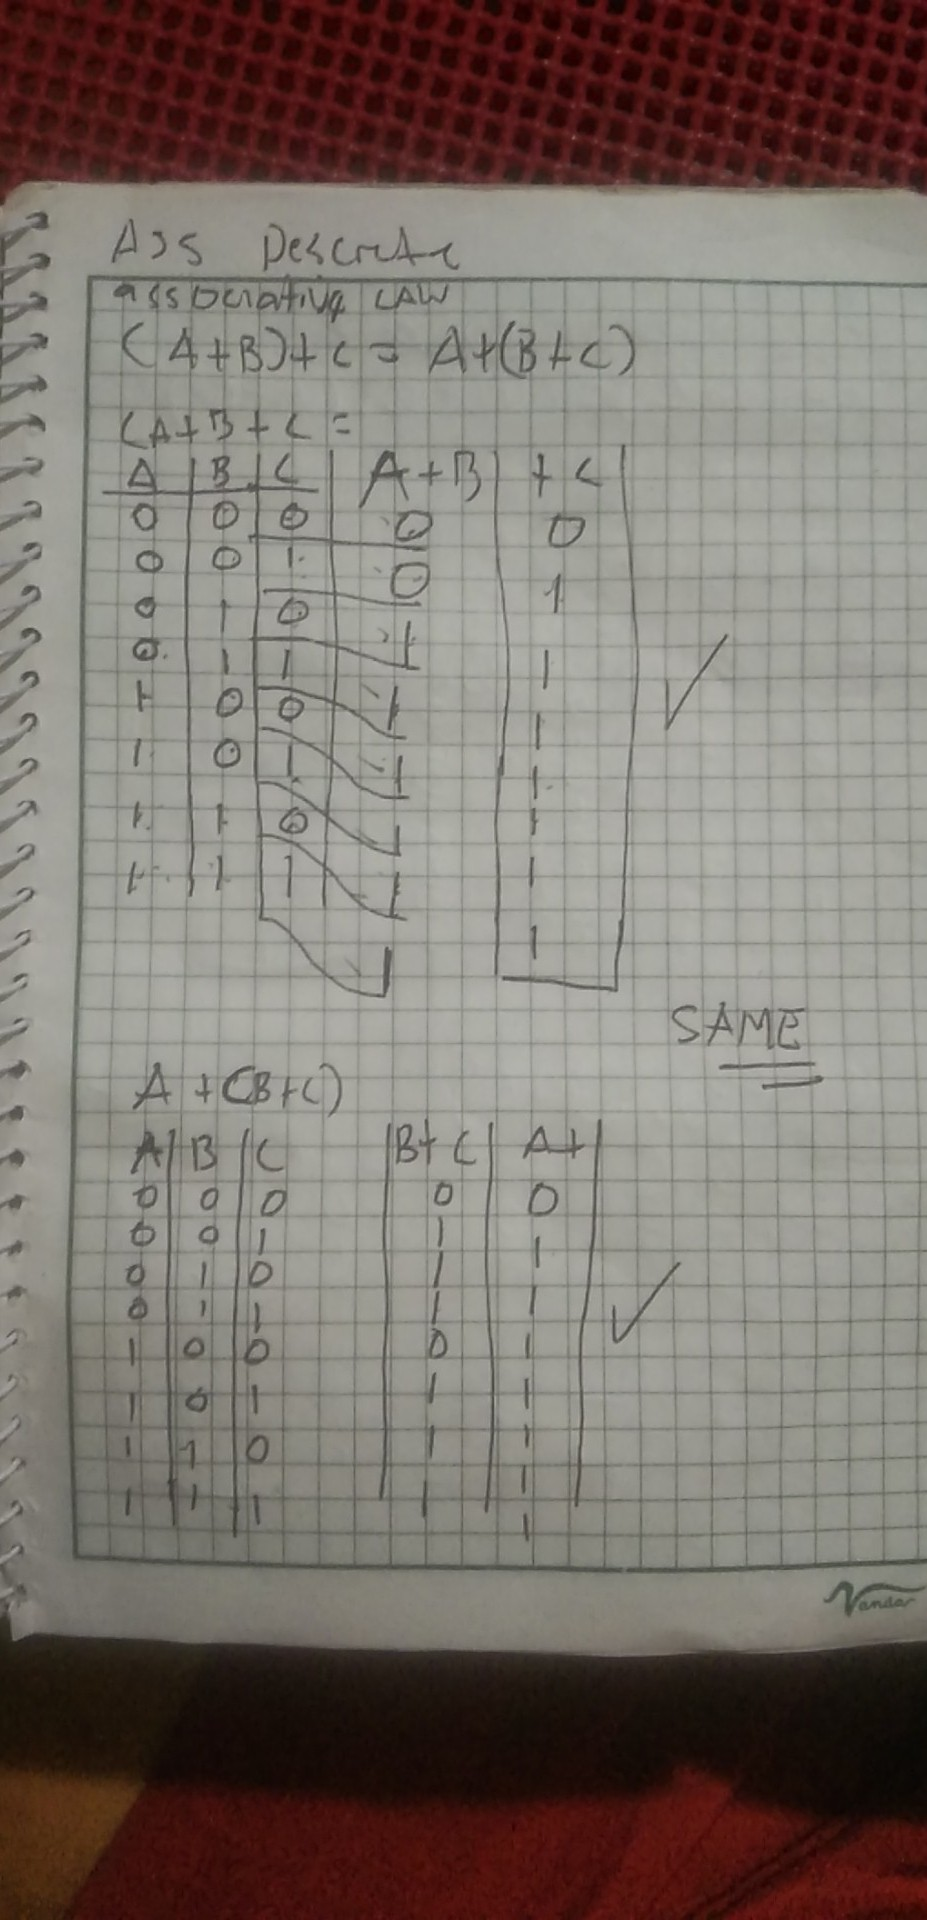 Ass Descrete
associative LAW
(A+B)+C = A+(B+C)
(A+B+C =
A B C A+B +C
0 0 0 0 0
0 0 1 0 1
0 1 0 1 1
0 1 1 1 1
1 0 0 1 1
1 0 1 1 1
1 1 0 1 1
1 1 1 1 1
SAME
A+(B+C)
A B C B+C A+
0 0 0 0 0
0 0 1 1 1
0 1 0 1 1
0 1 1 1 1
1 0 0 0 1
1 0 1 1 1
1 1 0 1 1
1 1 1 1 1
Vandar